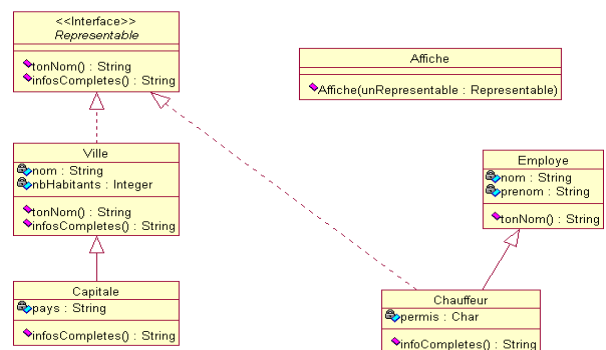 <<Interface>>
Representable
tonNom() : String
infosCompletes() : String
Affiche
Affiche(unRepresentable : Representable)
Ville
nom : String
nbHabitants : Integer
tonNom() : String
infosCompletes() : String
Employe
nom : String
prenom : String
tonNom() : String
Capitale
pays : String
infosCompletes() : String
Chauffeur
permis : Char
infoCompletes() : String